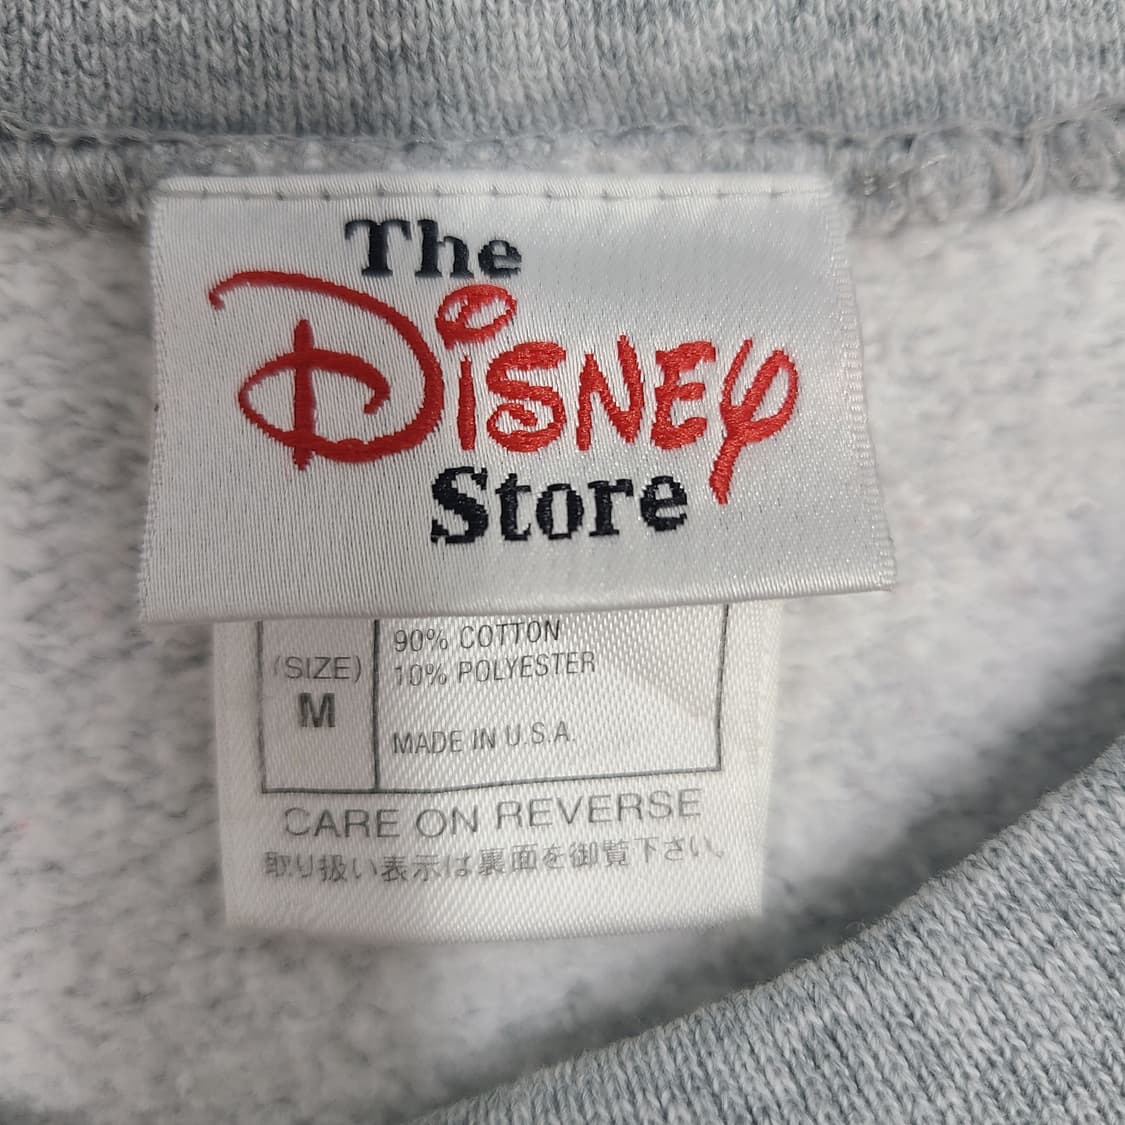 The
Disney
Store
(SIZE)
M
90% COTTON
10% POLYESTER
MADE IN U.S.A.
CARE ON REVERSE
取り扱い表示は裏面を御覧下さい。